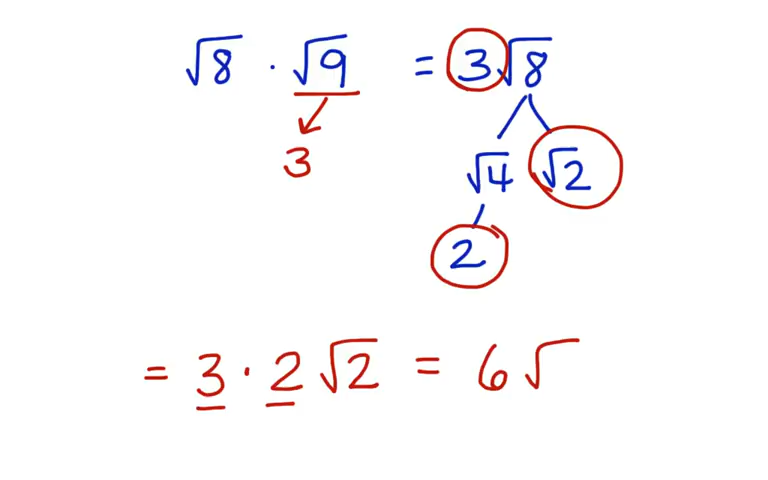 √8 · √9 = 3√8
3 √4 √2
2
= 3 · 2 √2 = 6 √